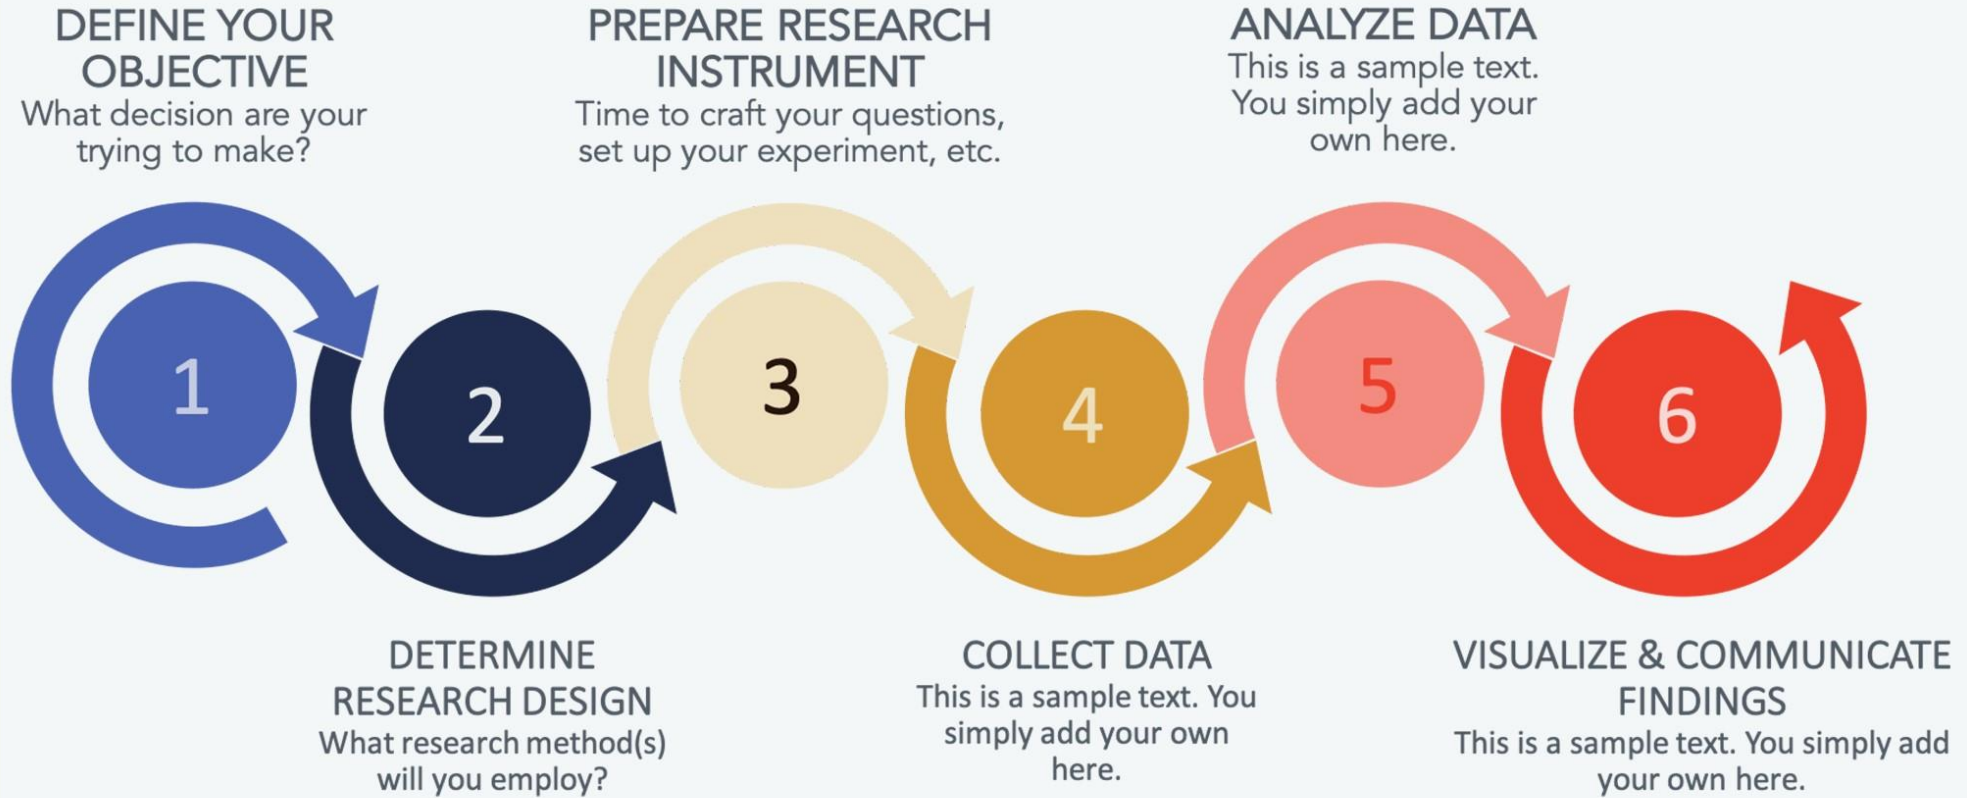 DEFINE YOUR
OBJECTIVE
What decision are your
trying to make?
1
DETERMINE
RESEARCH DESIGN
What research method(s)
will you employ?
2
PREPARE RESEARCH
INSTRUMENT
Time to craft your questions,
set up your experiment, etc.
3
COLLECT DATA
This is a sample text. You
simply add your own
here.
4
ANALYZE DATA
This is a sample text.
You simply add your
own here.
5
VISUALIZE & COMMUNICATE
FINDINGS
This is a sample text. You simply add
your own here.
6